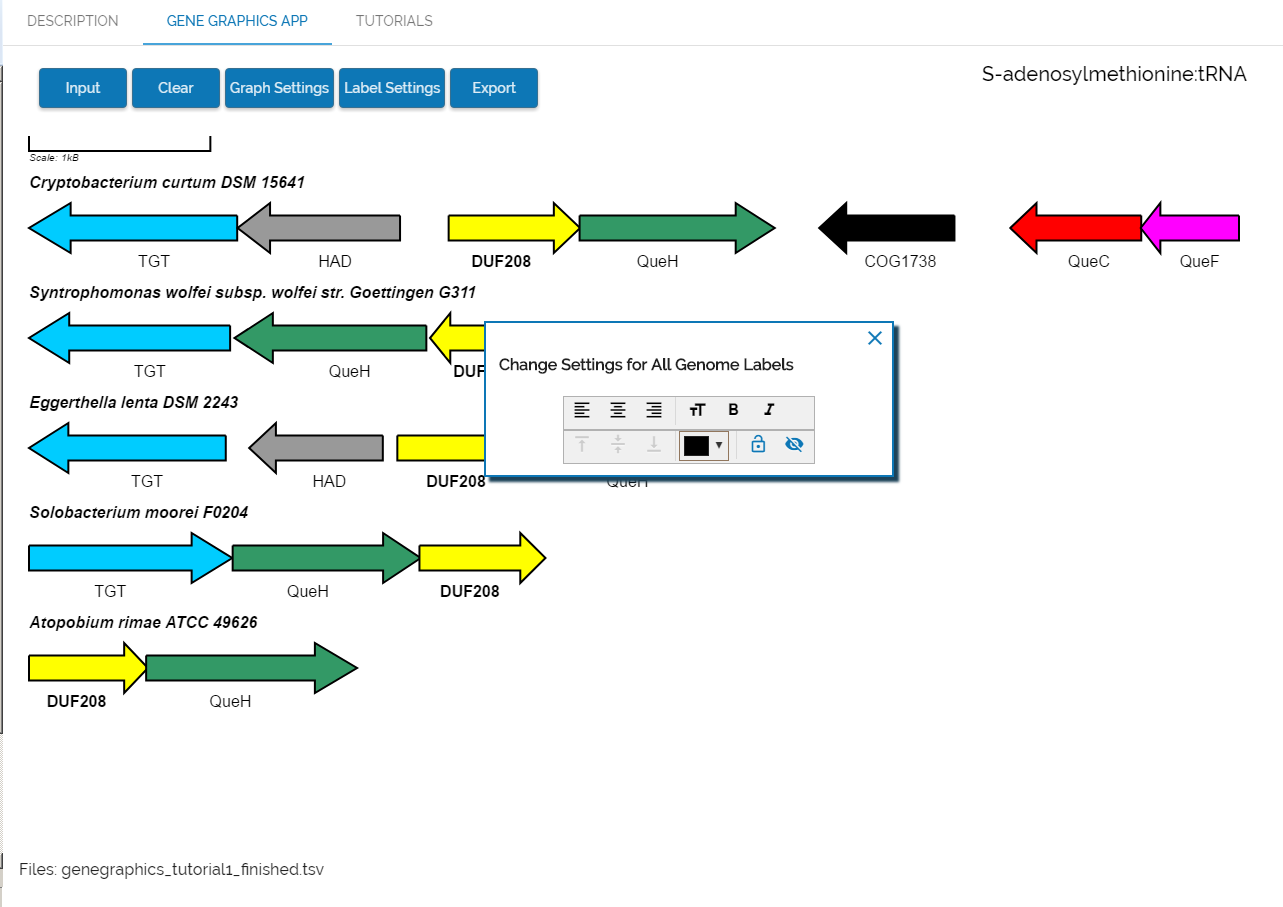 DESCRIPTION GENE GRAPHICS APP TUTORIALS
Input Clear Graph Settings Label Settings Export
S-adenosylmethionine:tRNA
Scale: 1kB
Cryptobacterium curtum DSM 15641
TGT HAD DUF208 QueH COG1738 QueC QueF
Syntrophomonas wolfei subsp. wolfei str. Goettingen G311
TGT QueH DUF
Change Settings for All Genome Labels
TT B I
Eggerthella lenta DSM 2243
TGT HAD DUF208 QueH
Solobacterium moorei F0204
TGT QueH DUF208
Atopobium rimae ATCC 49626
DUF208 QueH
Files: genegraphics_tutorial1_finished.tsv